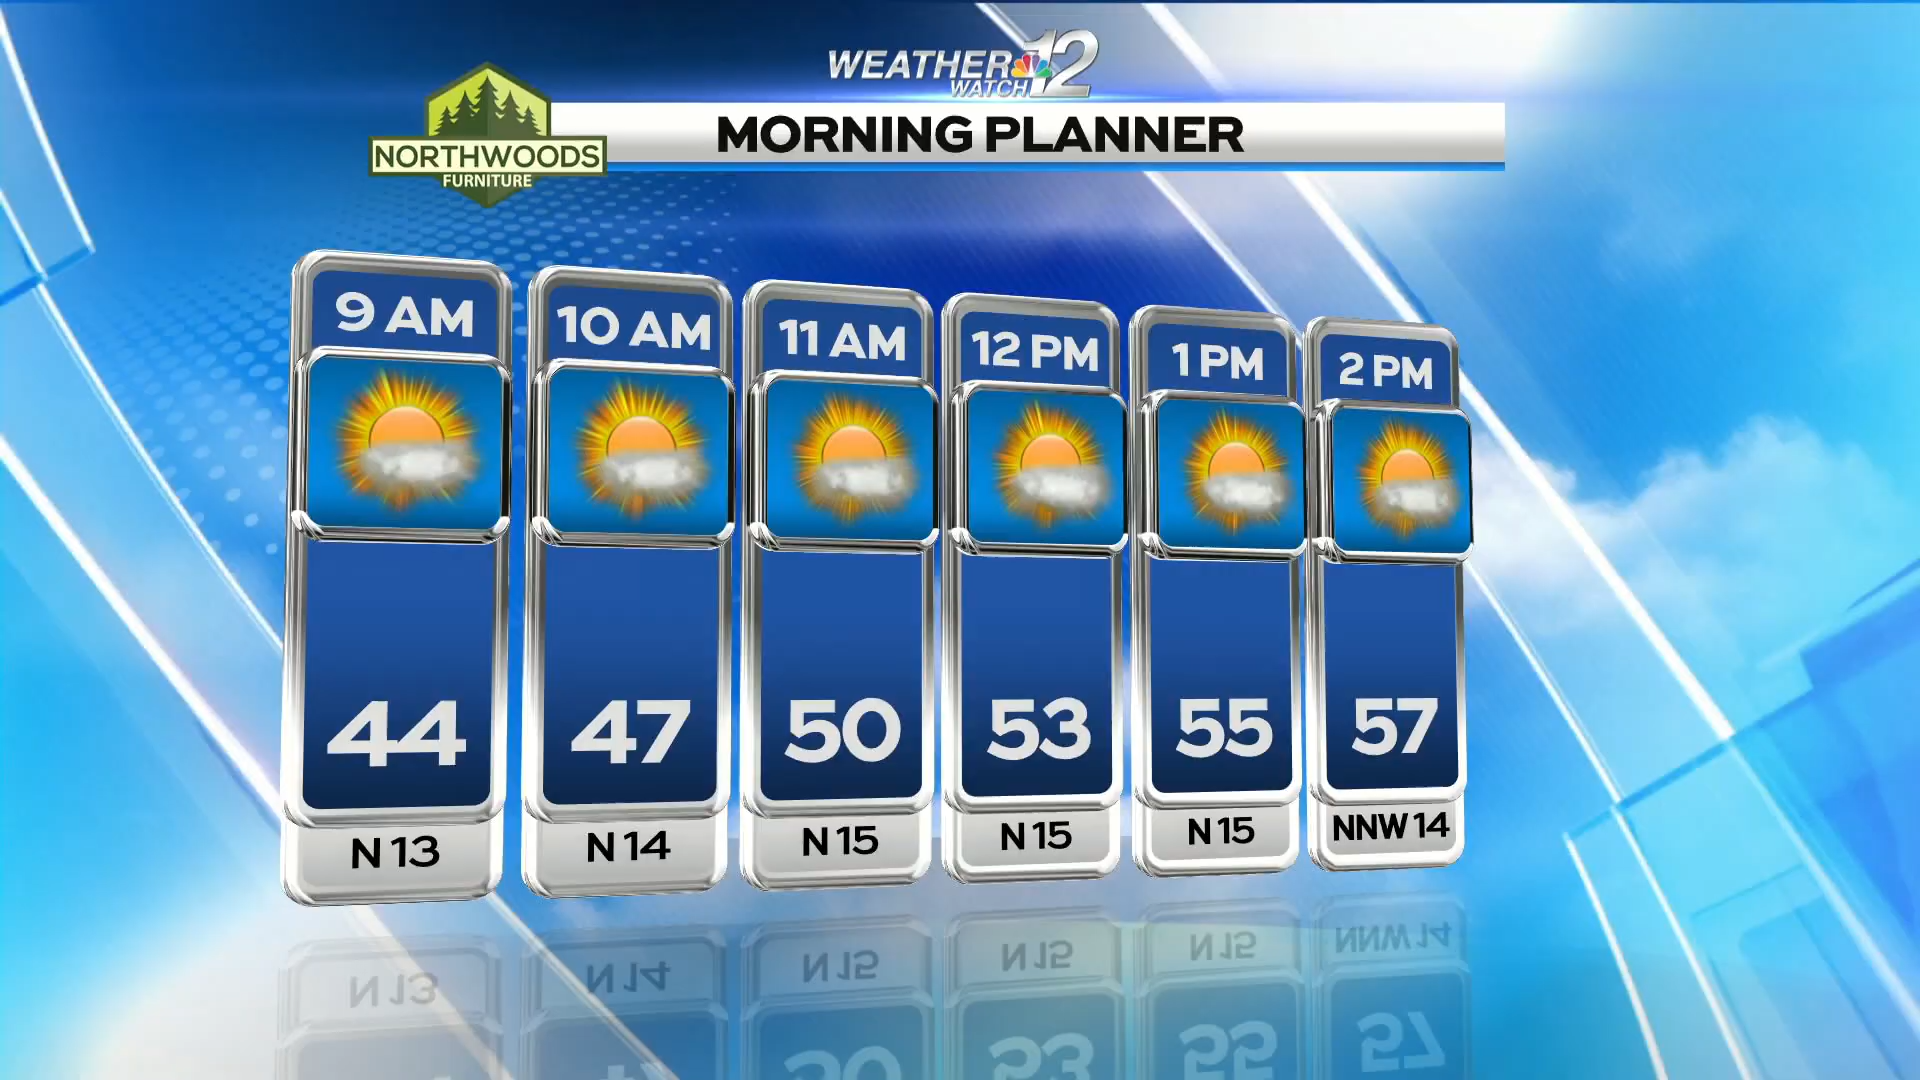 WEATHER 12
WATCH
MORNING PLANNER
NORTHWOODS
FURNITURE
9 AM
10 AM
11 AM
12 PM
1 PM
2 PM
44
47
50
53
55
57
N 13
N 14
N 15
N 15
N 15
NNW 14